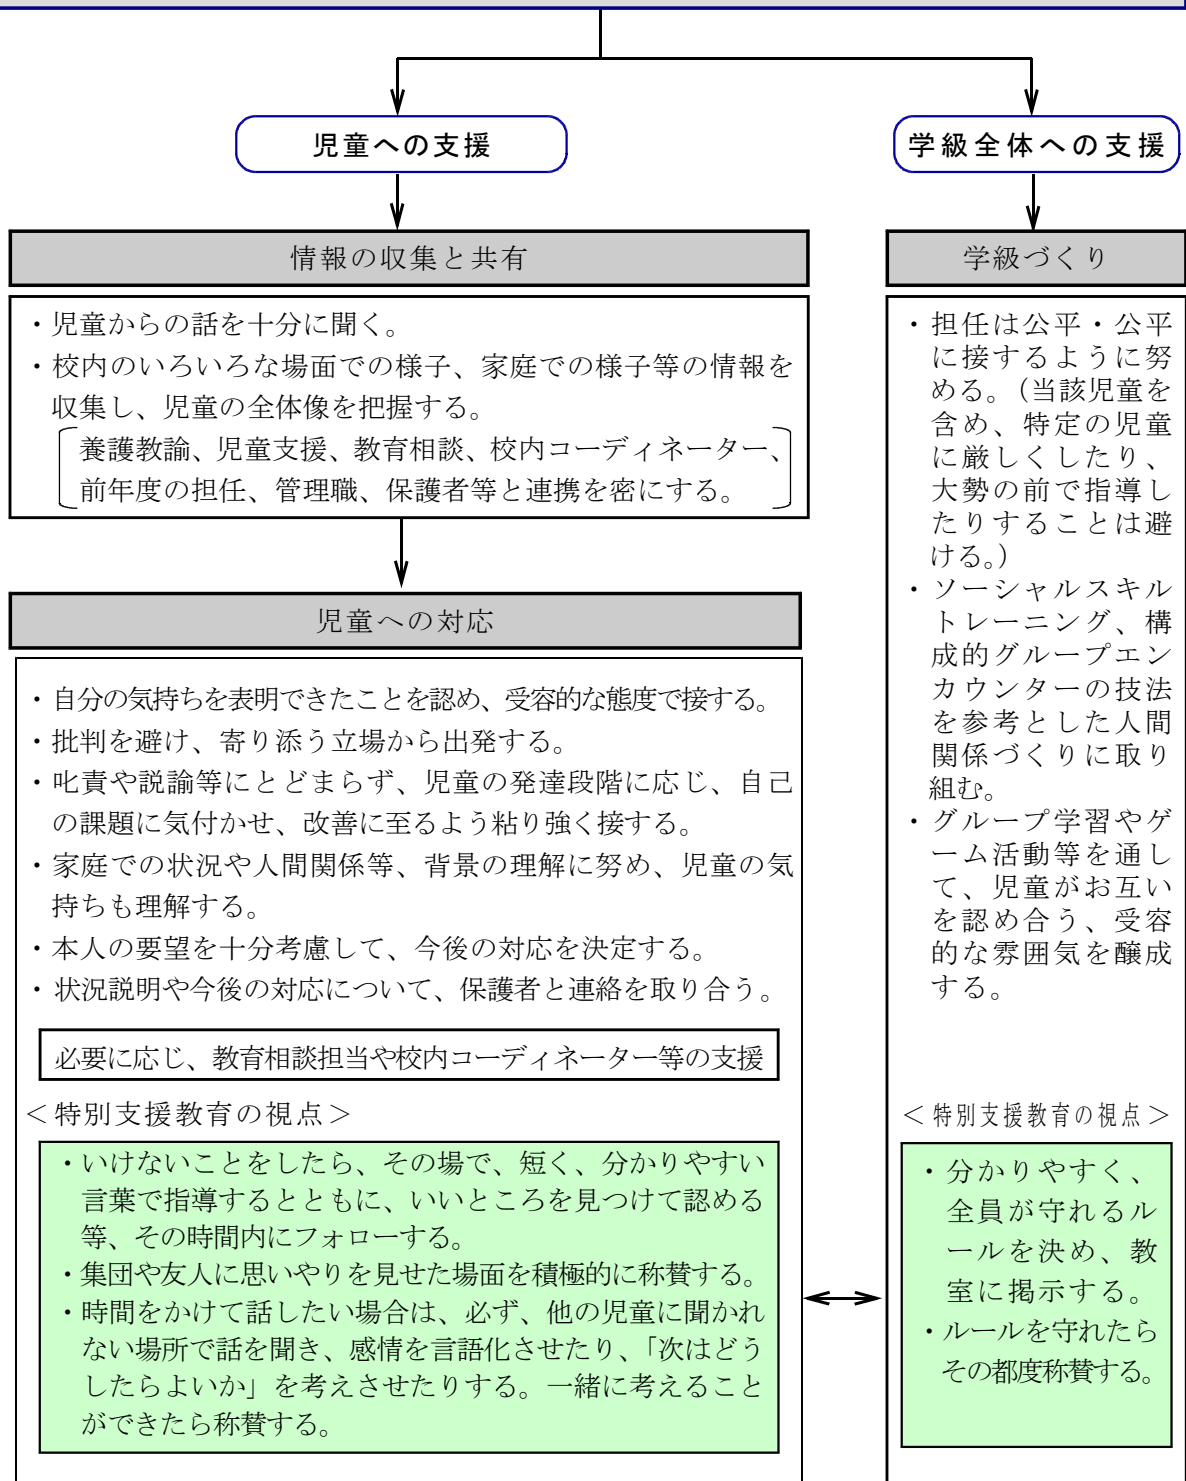 児童への支援
情報の収集と共有
・児童からの話を十分に聞く。
・校内のいろいろな場面での様子、家庭での様子等の情報を
収集し、児童の全体像を把握する。
養護教諭、児童支援、教育相談、校内コーディネーター、
前年度の担任、管理職、保護者等と連携を密にする。
児童への対応
・自分の気持ちを表明できたことを認め、受容的な態度で接する。
・批判を避け、寄り添う立場から出発する。
・叱責や説諭等にとどまらず、児童の発達段階に応じ、自己
の課題に気付かせ、改善に至るよう粘り強く接する。
・家庭での状況や人間関係等、背景の理解に努め、児童の気
持ちも理解する。
・本人の要望を十分考慮して、今後の対応を決定する。
・状況説明や今後の対応について、保護者と連絡を取り合う。
必要に応じ、教育相談担当や校内コーディネーター等の支援
＜特別支援教育の視点＞
・いけないことをしたら、その場で、短く、分かりやすい
言葉で指導するとともに、いいところを見つけて認める
等、その時間内にフォローする。
・集団や友人に思いやりを見せた場面を積極的に称賛する。
・時間をかけて話したい場合は、必ず、他の児童に聞かれ
ない場所で話を聞き、感情を言語化させたり、「次はどう
したらよいか」を考えさせたりする。一緒に考えること
ができたら称賛する。
学級全体への支援
学級づくり
・担任は公平・公平
に接するように努
める。（当該児童を
含め、特定の児童
に厳しくしたり、
大勢の前で指導し
たりすることは避
ける。）
・ソーシャルスキル
トレーニング、構
成的グループエン
カウンターの技法
を参考とした人間
関係づくりに取り
組む。
・グループ学習やゲ
ーム活動等を通し
て、児童がお互い
を認め合う、受容
的な雰囲気を醸成
する。
＜特別支援教育の視点＞
・分かりやすく、
全員が守れるル
ールを決め、教
室に掲示する。
・ルールを守れたら
その都度称賛する。